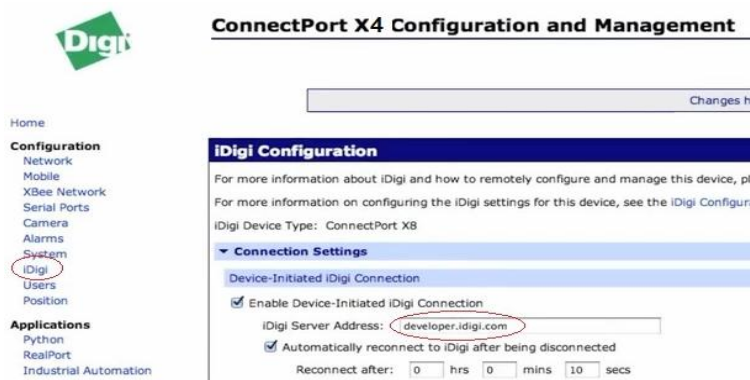 Digi
ConnectPort X4 Configuration and Management
Changes h
Home
Configuration
Network
Mobile
XBee Network
Serial Ports
Camera
Alarms
System
iDigi
Users
Position
Applications
Python
RealPort
Industrial Automation
iDigi Configuration
For more information about iDigi and how to remotely configure and manage this device, pl
For more information on configuring the iDigi settings for this device, see the iDigi Configura
iDigi Device Type: ConnectPort X8
Connection Settings
Device-Initiated iDigi Connection
Enable Device-Initiated iDigi Connection
iDigi Server Address: developer.idigi.com
Automatically reconnect to iDigi after being disconnected
Reconnect after: 0 hrs 0 mins 10 secs